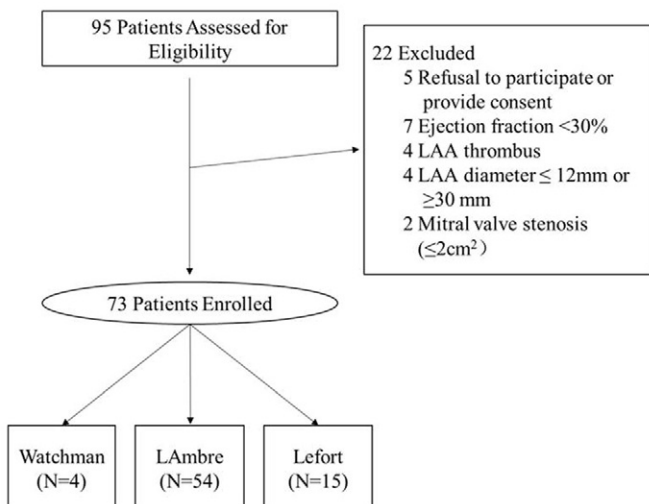 95 Patients Assessed for
Eligibility
22 Excluded
5 Refusal to participate or
provide consent
7 Ejection fraction <30%
4 LAA thrombus
4 LAA diameter ≤ 12mm or
≥30 mm
2 Mitral valve stenosis
(≤2cm²)
73 Patients Enrolled
Watchman
(N=4)
LAmbre
(N=54)
Lefort
(N=15)